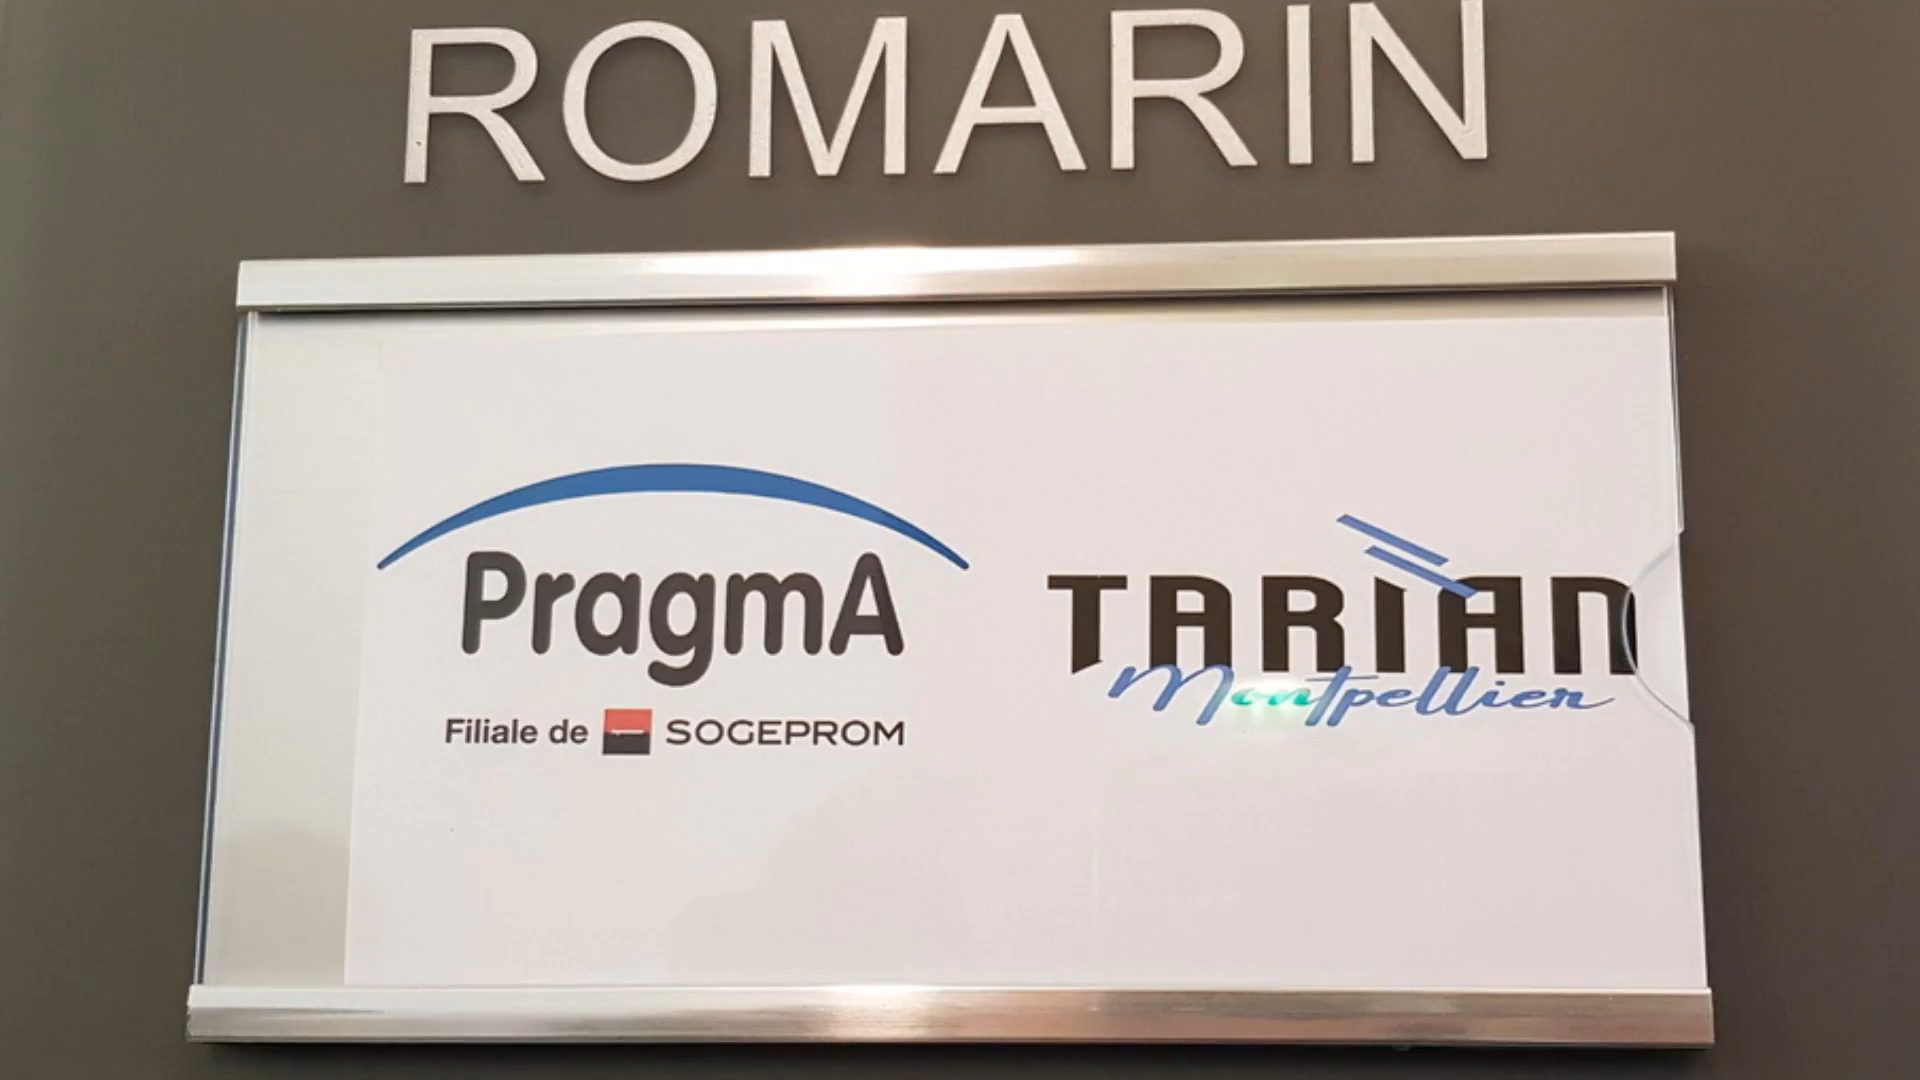 ROMARIN
PragmA
Filiale de SOGEPROM
TARIAN
Montpellier